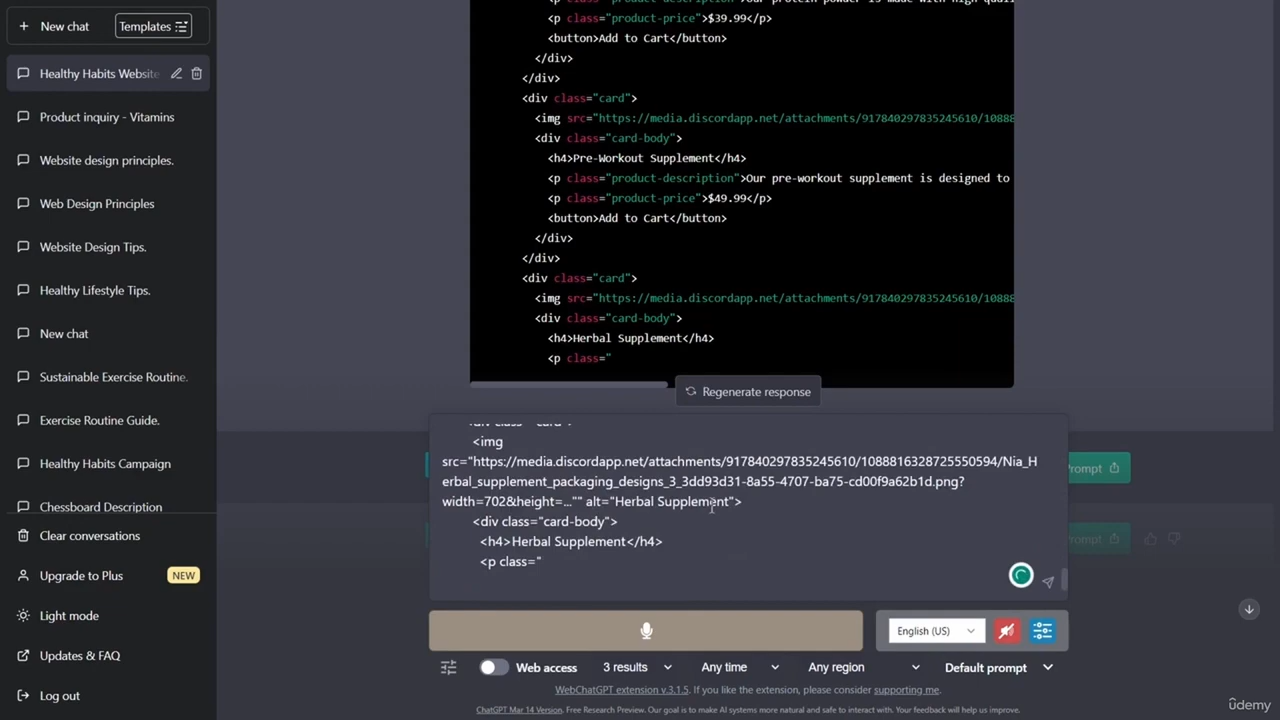 New chat
Templates
Healthy Habits Website
Product inquiry - Vitamins
Website design principles.
Web Design Principles
Website Design Tips.
Healthy Lifestyle Tips.
New chat
Sustainable Exercise Routine.
Exercise Routine Guide.
Healthy Habits Campaign
Chessboard Description
Clear conversations
Upgrade to Plus
NEW
Light mode
Updates & FAQ
Log out
<p class="product-price">$39.99</p>
<button>Add to Cart</button>
</div>
</div>
<div class="card">
<img src="https://media.discordapp.net/attachments/917840297835245610/10888
<div class="card-body">
<h4>Pre-Workout Supplement</h4>
<p class="product-description">Our pre-workout supplement is designed to
<p class="product-price">$49.99</p>
<button>Add to Cart</button>
</div>
</div>
<div class="card">
<img src="https://media.discordapp.net/attachments/917840297835245610/10888
<div class="card-body">
<h4>Herbal Supplement</h4>
<p class="
Regenerate response
<img
src="https://media.discordapp.net/attachments/917840297835245610/1088816328725550594/Nia_H
erbal_supplement_packaging_designs_3_3dd93d31-8a55-4707-ba75-cd00f9a62b1d.png?
width=702&height=..."" alt="Herbal Supplement">
<div class="card-body">
<h4>Herbal Supplement</h4>
<p class="
Prompt
English (US)
Web access
3 results
Any time
Any region
Default prompt
WebChatGPT extension v.3.1.5. If you like the extension, please consider supporting me.
ChatGPT Mar 14 Version. Free Research Preview. Our goal is to make AI systems more natural and safe to interact with. Your feedback will help us improve.
ûdemy